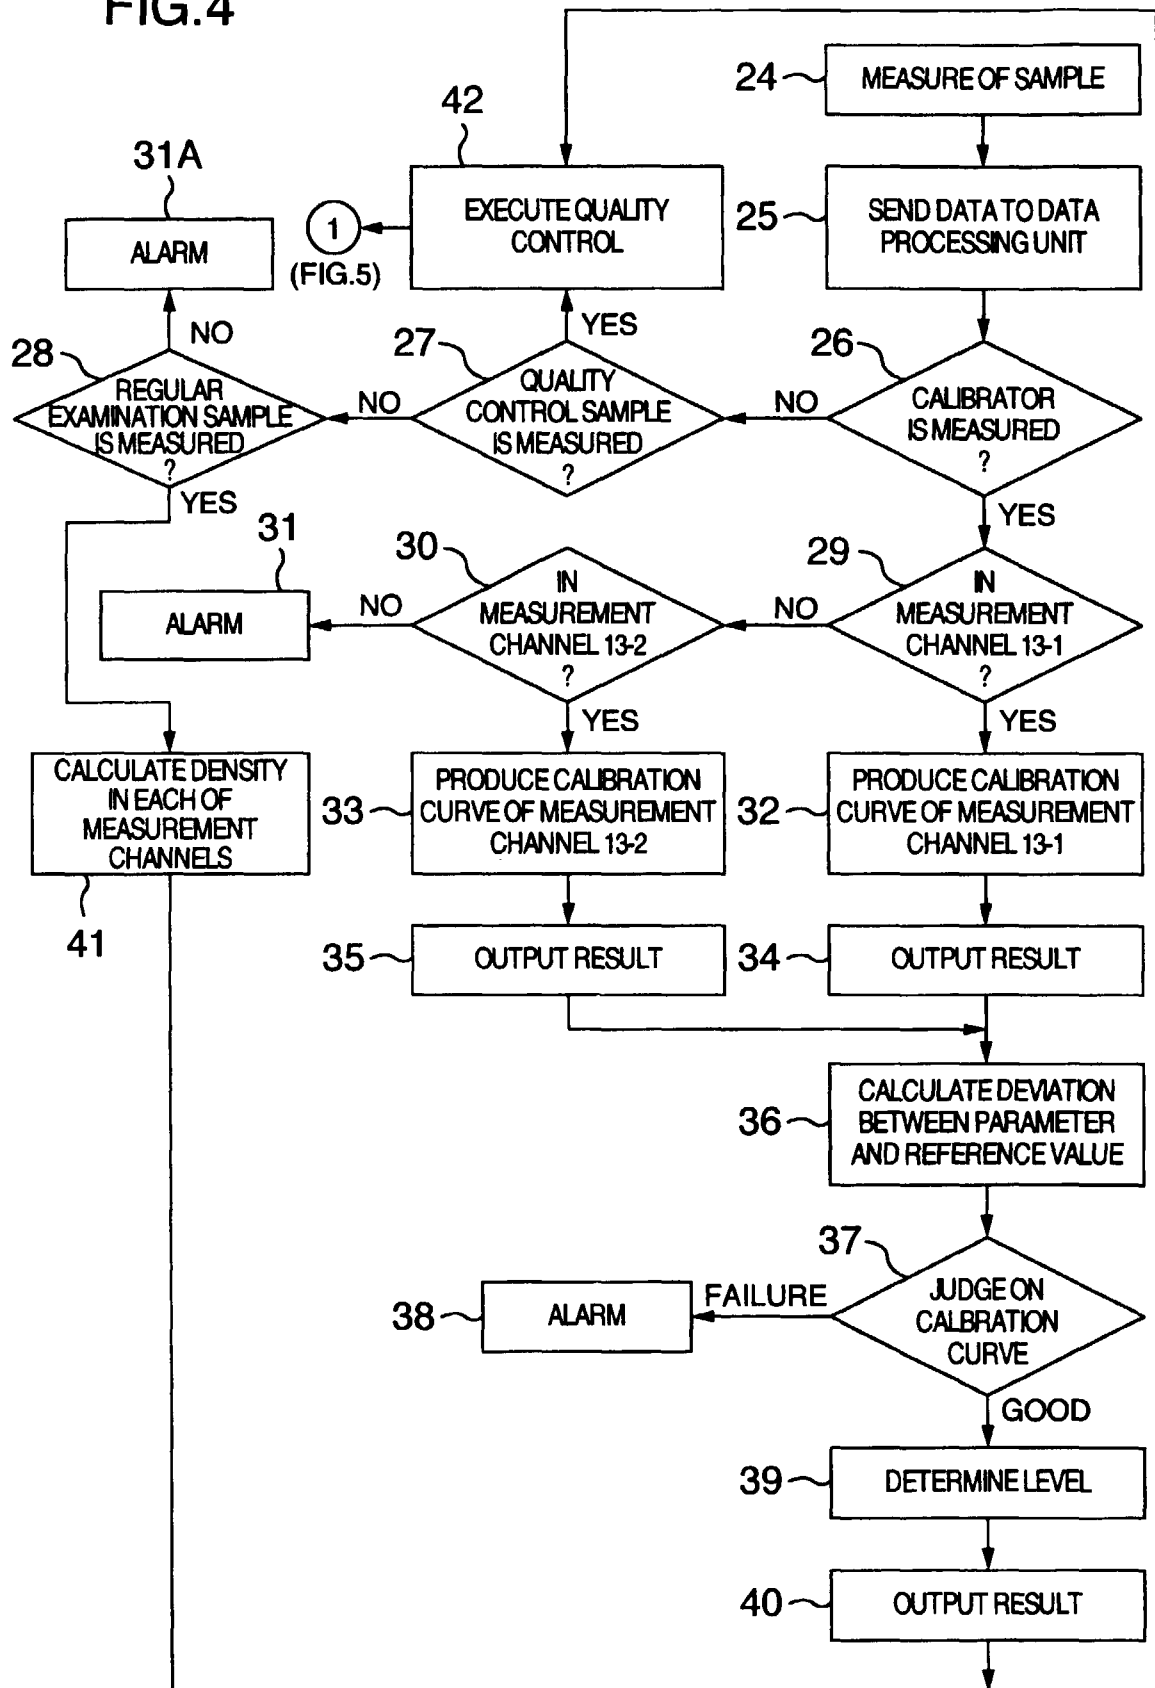 FIG.4
24
MEASURE OF SAMPLE
42
31A
EXECUTE QUALITY
CONTROL
1
(FIG.5)
ALARM
25
SEND DATA TO DATA
PROCESSING UNIT
NO
YES
28
REGULAR
EXAMINATION SAMPLE
IS MEASURED
?
NO
27
QUALITY
CONTROL SAMPLE
IS MEASURED
?
NO
26
CALIBRATOR
IS MEASURED
?
YES
YES
31
ALARM
NO
30
IN
MEASUREMENT
CHANNEL 13-2
?
NO
29
IN
MEASUREMENT
CHANNEL 13-1
?
YES
YES
CALCULATE DENSITY
IN EACH OF
MEASUREMENT
CHANNELS
41
33
PRODUCE CALIBRATION
CURVE OF MEASUREMENT
CHANNEL 13-2
32
PRODUCE CALIBRATION
CURVE OF MEASUREMENT
CHANNEL 13-1
35
OUTPUT RESULT
34
OUTPUT RESULT
36
CALCULATE DEVIATION
BETWEEN PARAMETER
AND REFERENCE VALUE
37
JUDGE ON
CALBRATION
CURVE
FAILURE
38
ALARM
GOOD
39
DETERMINE LEVEL
40
OUTPUT RESULT